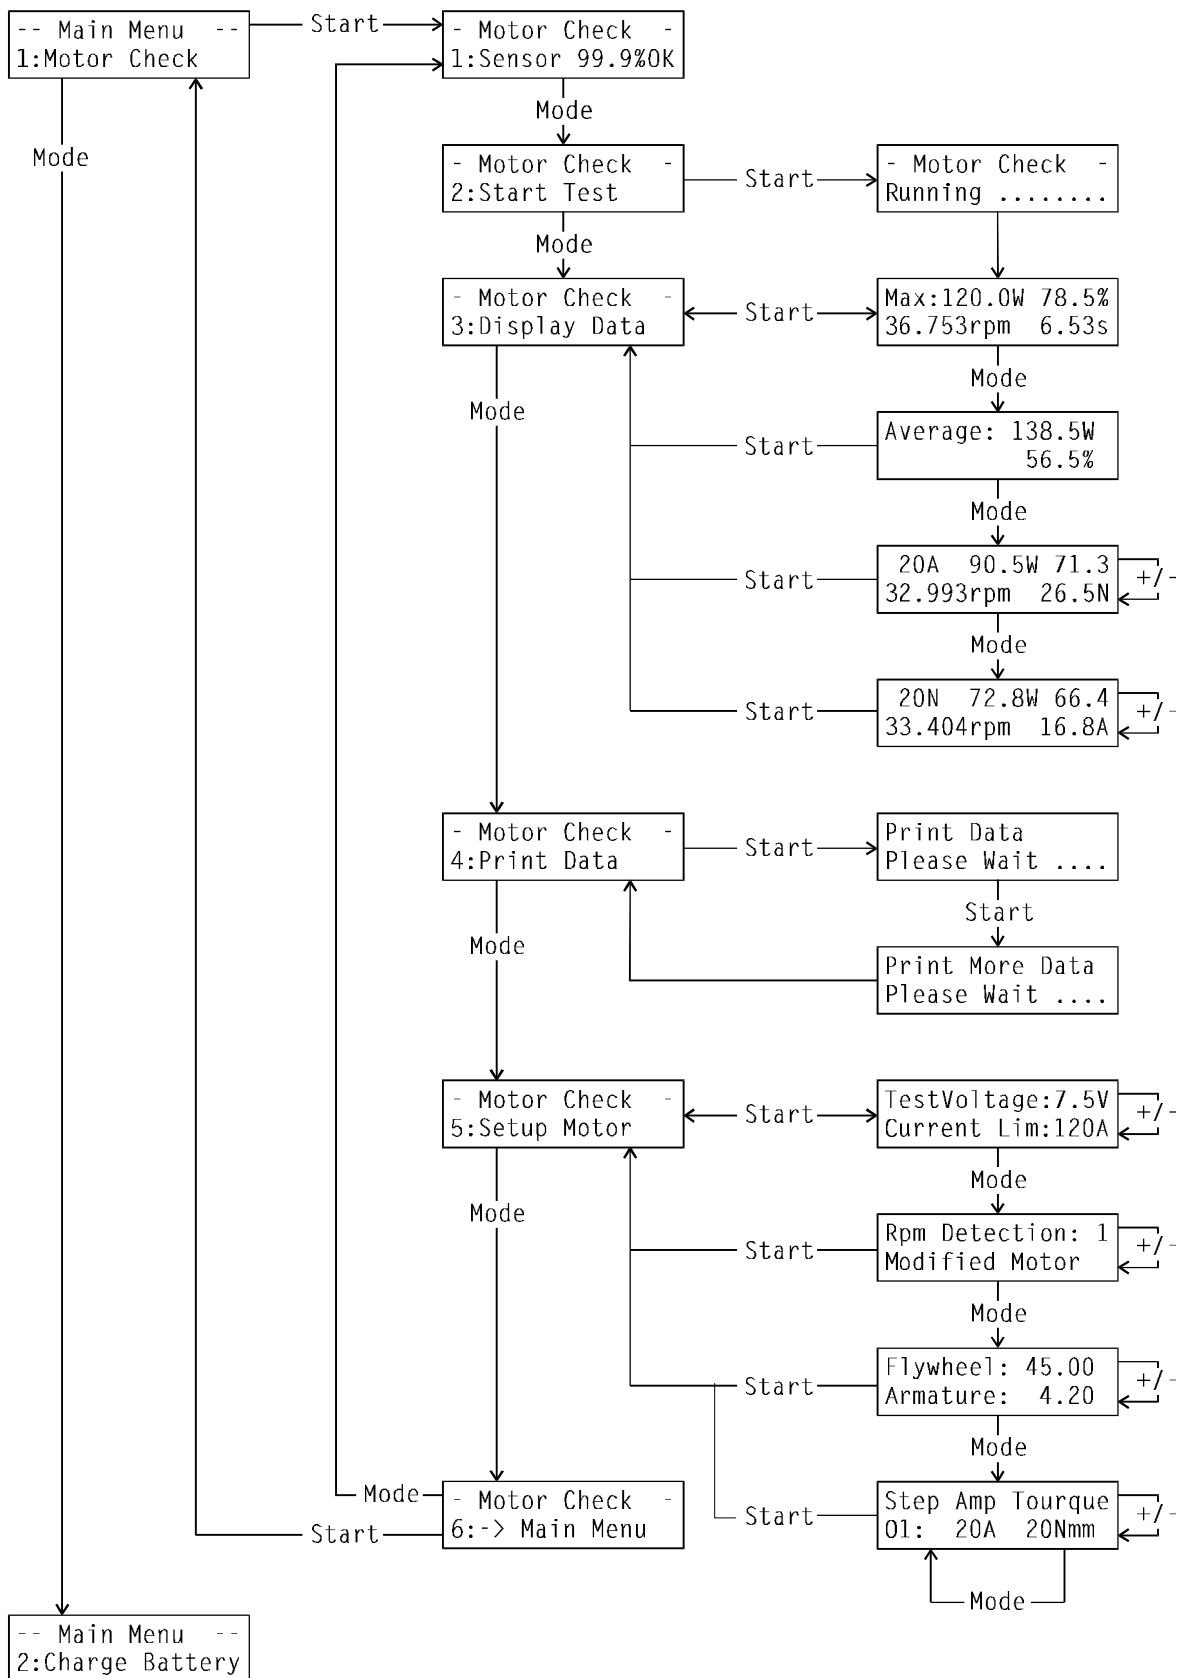 -- Main Menu --
1:Motor Check
Start
- Motor Check -
1:Sensor 99.9%OK
Mode
Mode
- Motor Check -
2:Start Test
Start
- Motor Check -
Running ........
Mode
- Motor Check -
3:Display Data
Start
Max:120.0W 78.5%
36.753rpm 6.53s
Mode
Mode
Start
Average: 138.5W
56.5%
Mode
Start
20A 90.5W 71.3
32.993rpm 26.5N
+/-
Mode
Start
20N 72.8W 66.4
33.404rpm 16.8A
+/-
- Motor Check -
4:Print Data
Start
Print Data
Please Wait ....
Start
Mode
Print More Data
Please Wait ....
- Motor Check -
5:Setup Motor
Start
TestVoltage:7.5V
Current Lim:120A
+/-
Mode
Mode
Start
Rpm Detection: 1
Modified Motor
+/-
Mode
Start
Flywheel: 45.00
Armature: 4.20
+/-
Mode
Mode
Start
- Motor Check -
6:-> Main Menu
Start
Step Amp Tourque
01: 20A 20Nmm
+/-
Mode
-- Main Menu --
2:Charge Battery